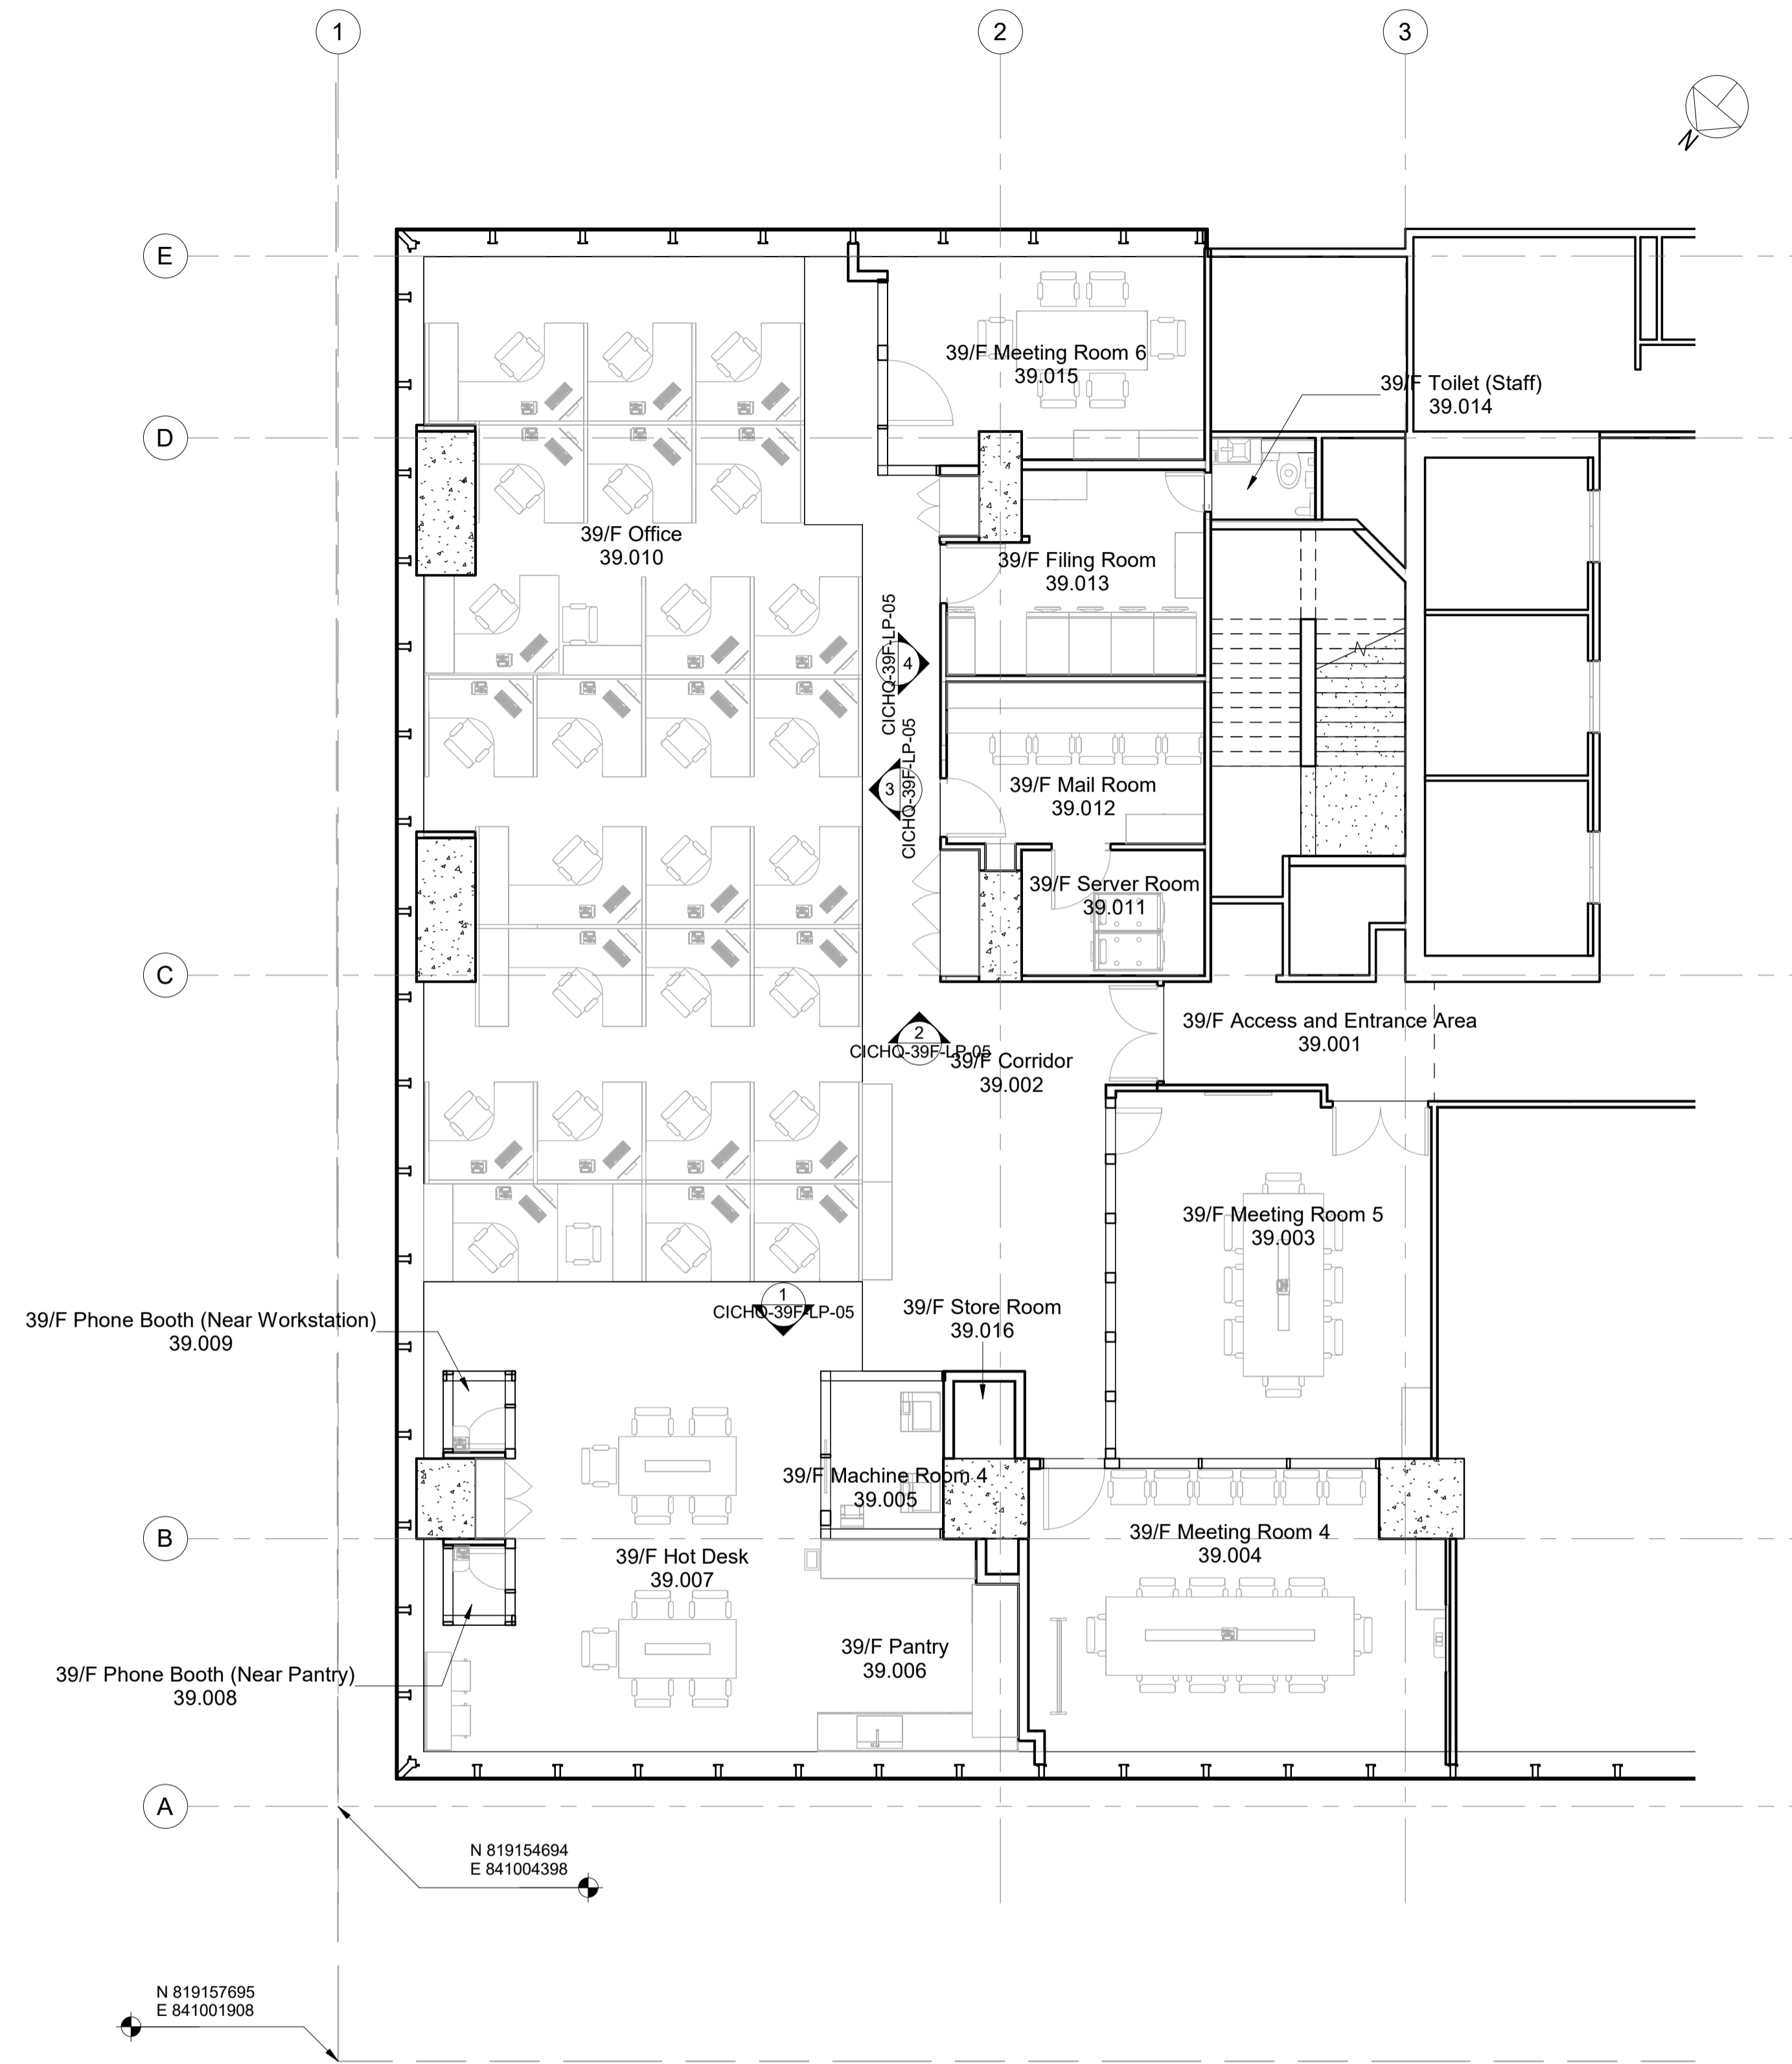 1
2
3
N
E
39/F Meeting Room 6
39.015
39/F Toilet (Staff)
39.014
D
39/F Office
39.010
39/F Filing Room
39.013
CICHQ-39F-LP-05
4
N
CICHQ-39F-LP-05
3
39/F Mail Room
39.012
39/F Server Room
39.011
C
39/F Access and Entrance Area
39.001
2
CICHQ-39F-LP-05
39/F Corridor
39.002
39/F Meeting Room 5
39.003
1
CICHQ-39F-LP-05
39/F Store Room
39.016
39/F Phone Booth (Near Workstation)
39.009
39/F Machine Room 4
39.005
B
39/F Meeting Room 4
39.004
39/F Hot Desk
39.007
39/F Pantry
39.006
39/F Phone Booth (Near Pantry)
39.008
A
N 819154694
E 841004398
N 819157695
E 841001908